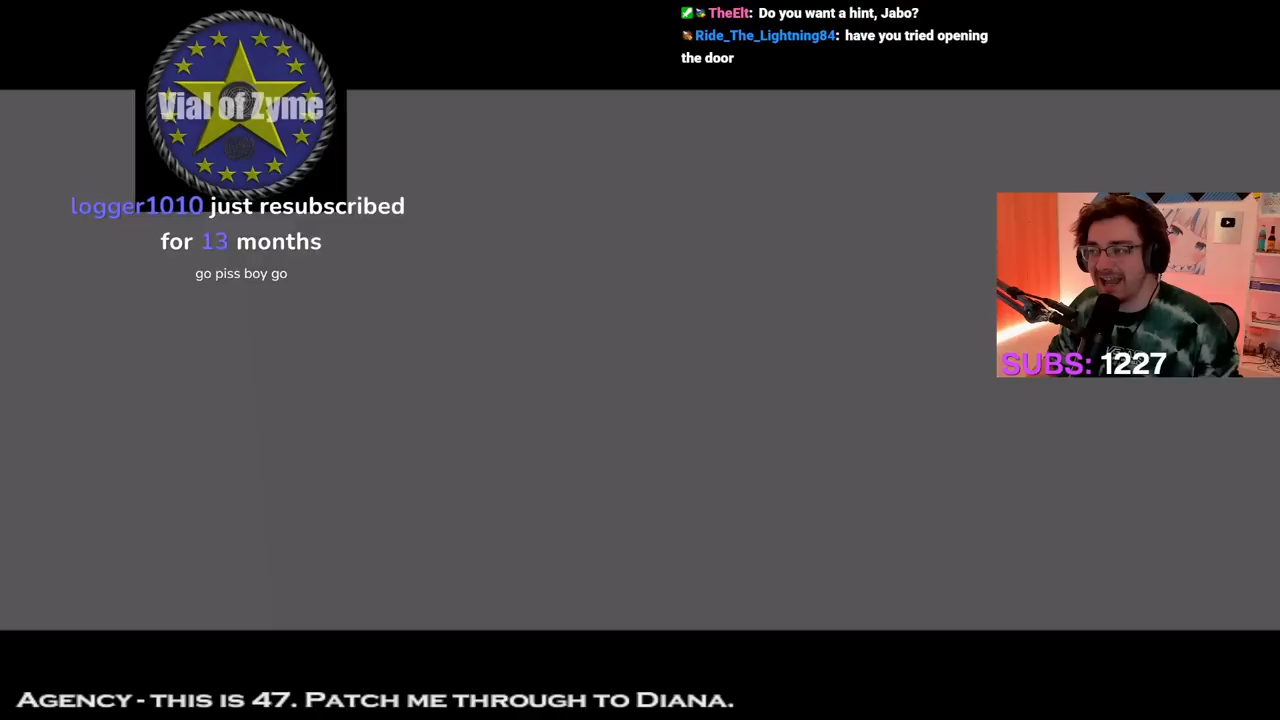 TheElt: Do you want a hint, Jabo?
Ride_The_Lightning84: have you tried opening
the door
Vial of Zyme
logger1010 just resubscribed
for 13 months
go piss boy go
SUBS: 1227
AGENCY - THIS IS 47. PATCH ME THROUGH TO DIANA.